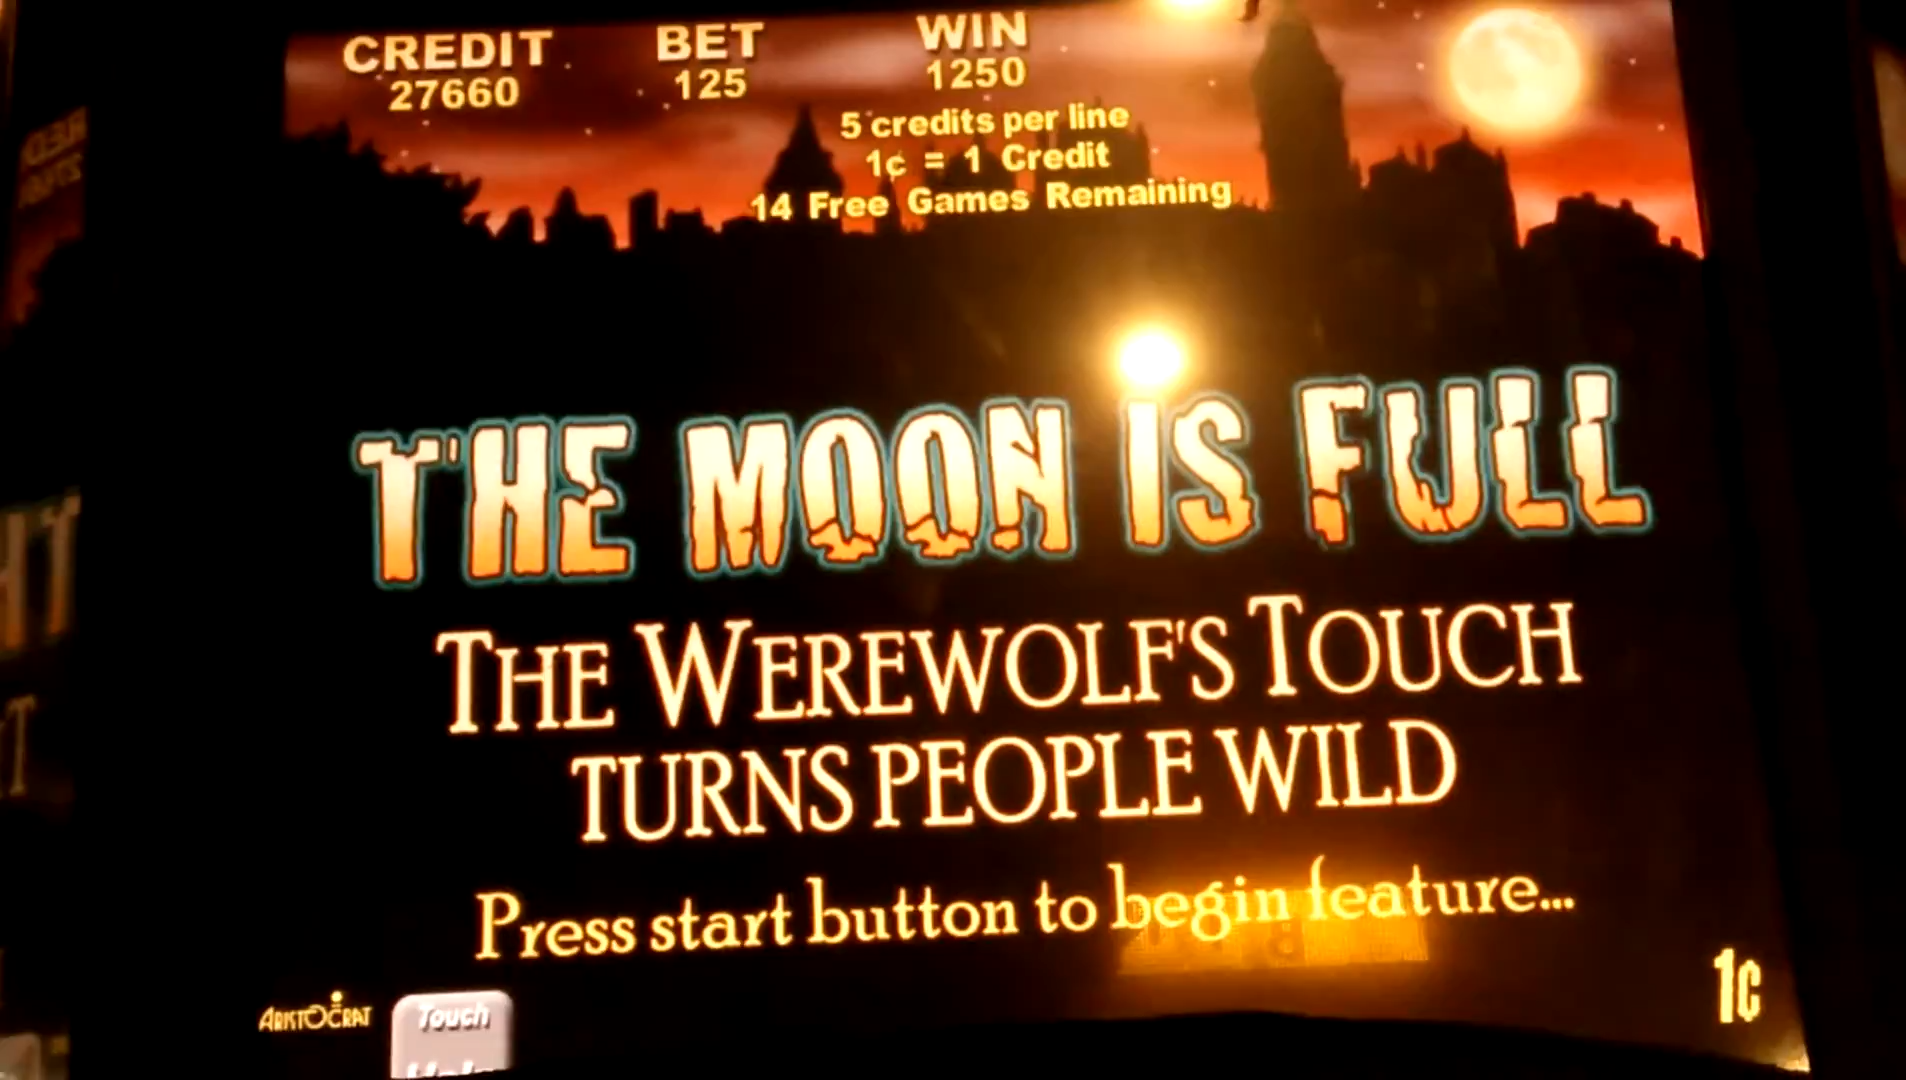 CREDIT BET WIN
27660 125 1250
5 credits per line
1¢ = 1 Credit
14 Free Games Remaining
THE MOON IS FULL
THE WEREWOLF'S TOUCH
TURNS PEOPLE WILD
Press start button to begin feature...
1¢
ARISTOCRAT
Touch
Help